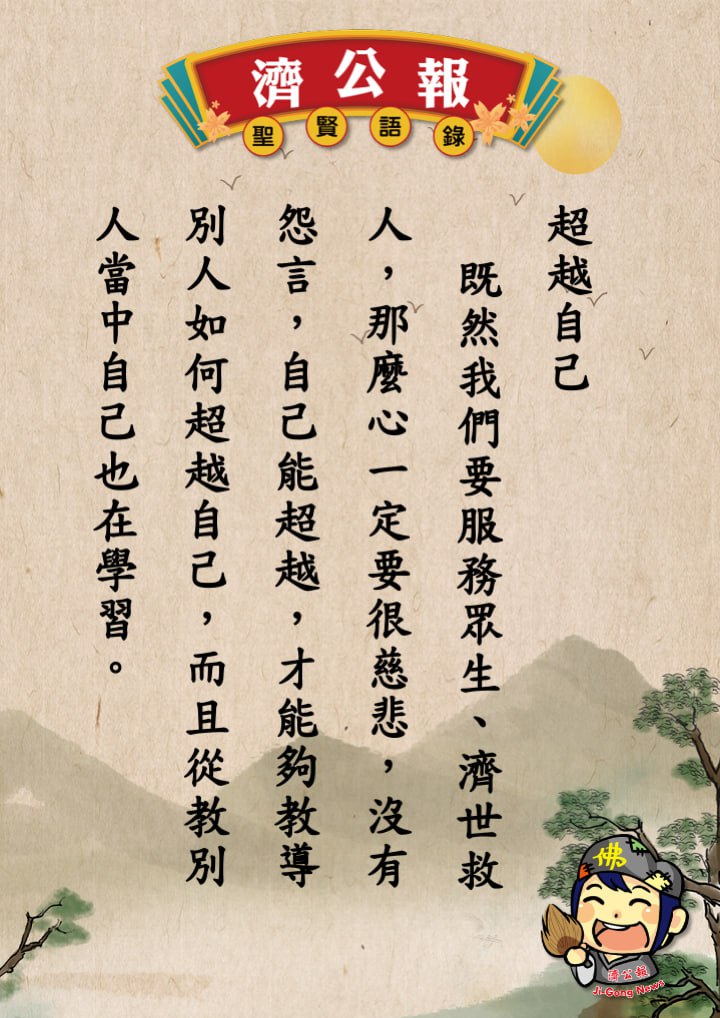 濟公報
聖賢語錄
超越自己
既然我們要服務眾生、濟世救
人，那麼心一定要很慈悲，沒有
怨言，自己能超越，才能夠教導
別人如何超越自己，而且從教別
人當中自己也在學習。
佛
濟公報
Ji-Gong News